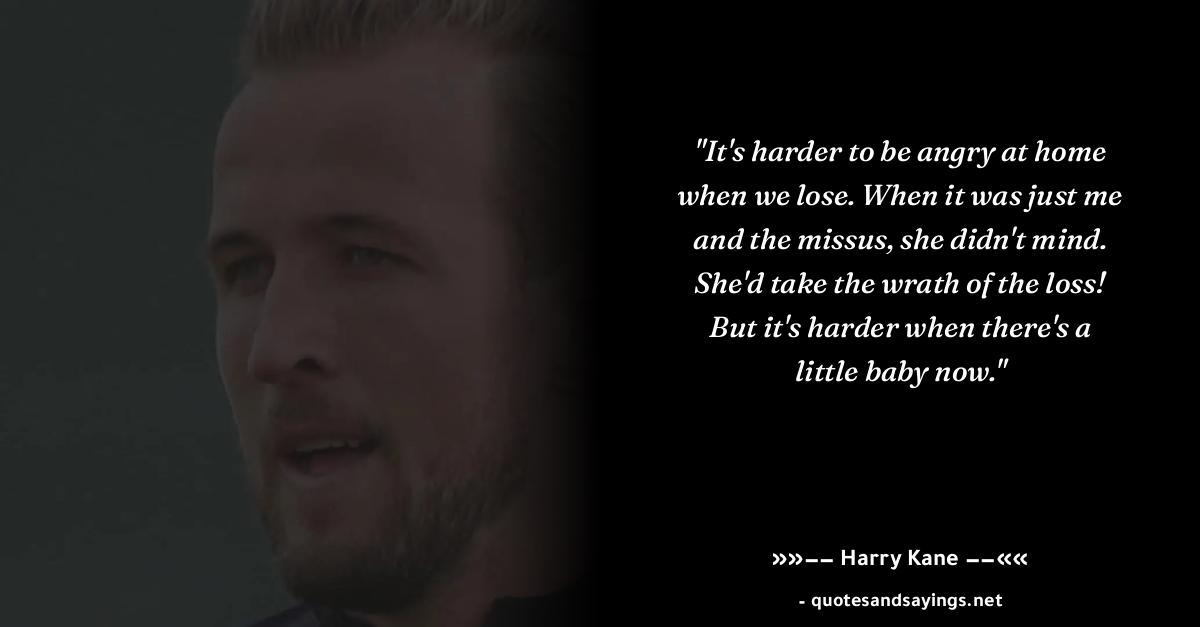 "It's harder to be angry at home
when we lose. When it was just me
and the missus, she didn't mind.
She'd take the wrath of the loss!
But it's harder when there's a
little baby now."
»»−− Harry Kane −−««
- quotesandsayings.net